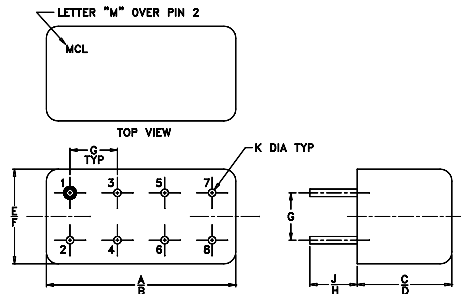 LETTER "M" OVER PIN 2
MCL
TOP VIEW
G
TYP
K DIA TYP
1 3 5 7
2 4 6 8
E
F
A
B
G
J
H
C
D